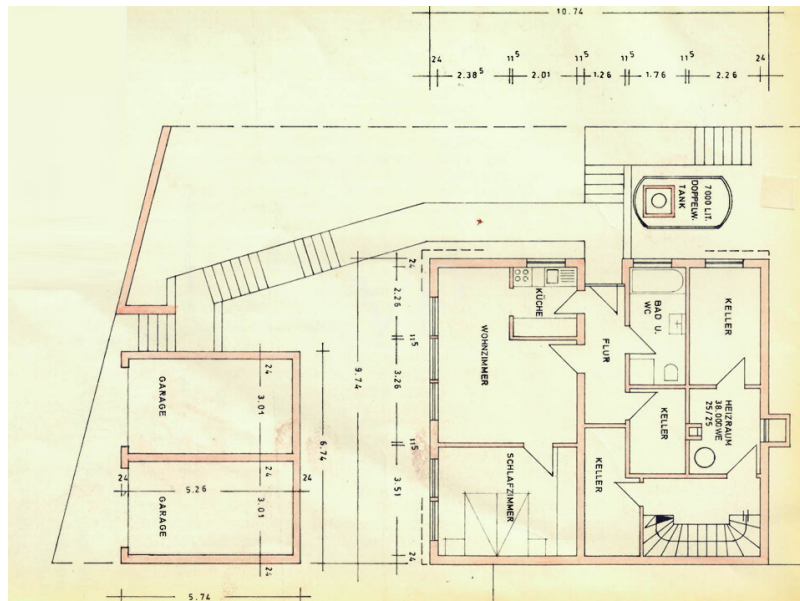 10.74
24
2.38⁵
11⁵
2.01
11⁵
1.26
11⁵
1.76
11⁵
2.26
24
7000 LIT.
DOPPELW.-
TANK
24
2.26
11⁵
3.26
11⁵
3.51
24
9.74
KÜCHE
WOHNZIMMER
FLUR
BAD U.
WC
KELLER
HEIZRAUM
38.000WE
25/25
KELLER
KELLER
SCHLAFZIMMER
GARAGE
24
3.01
24
6.74
GARAGE
24
5.26
24
3.01
24
5.74